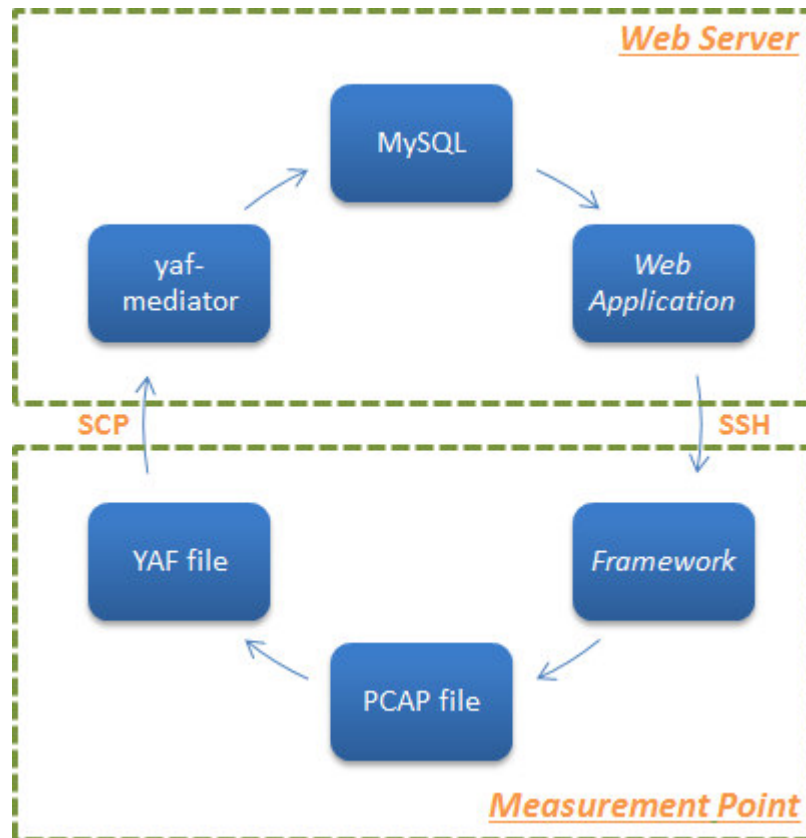 Web Server
MySQL
yaf-
mediator
Web
Application
SCP
SSH
YAF file
Framework
PCAP file
Measurement Point